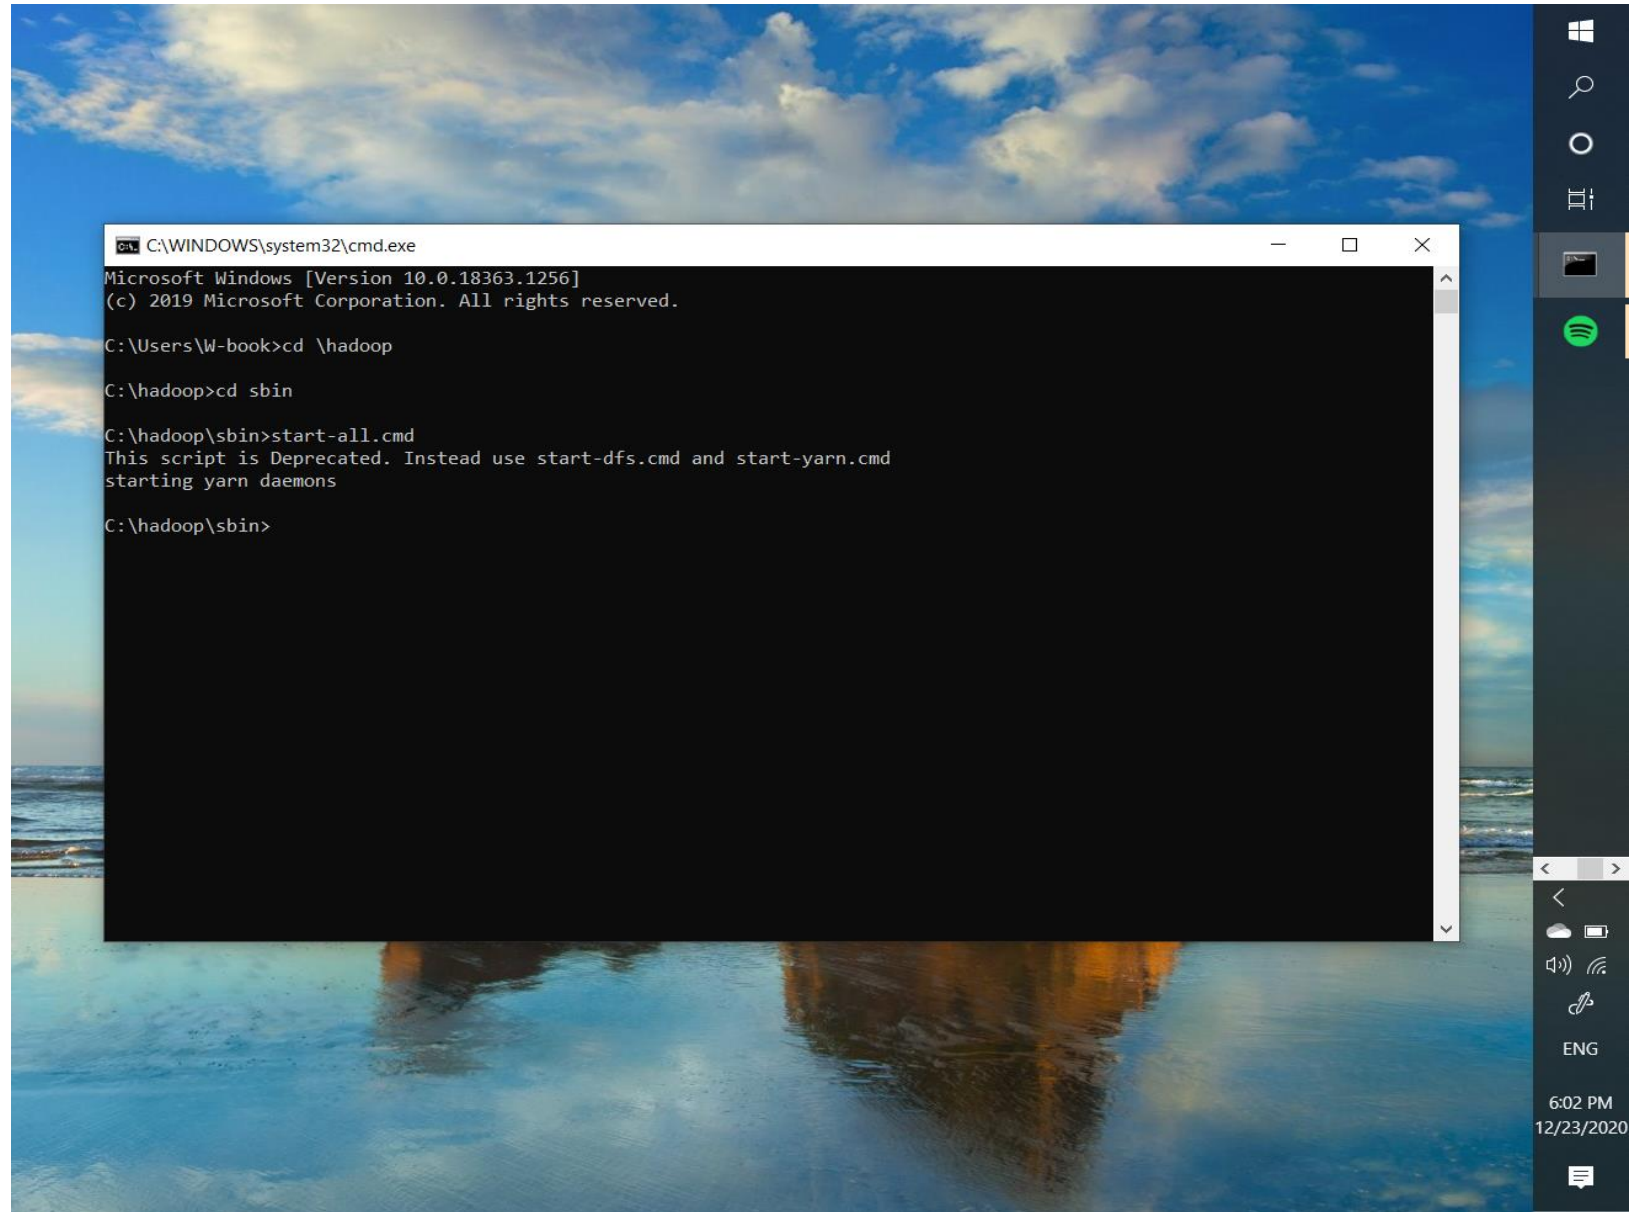 C:\WINDOWS\system32\cmd.exe
Microsoft Windows [Version 10.0.18363.1256]
(c) 2019 Microsoft Corporation. All rights reserved.
C:\Users\W-book>cd \hadoop
C:\hadoop>cd sbin
C:\hadoop\sbin>start-all.cmd
This script is Deprecated. Instead use start-dfs.cmd and start-yarn.cmd
starting yarn daemons
C:\hadoop\sbin>
ENG
6:02 PM
12/23/2020